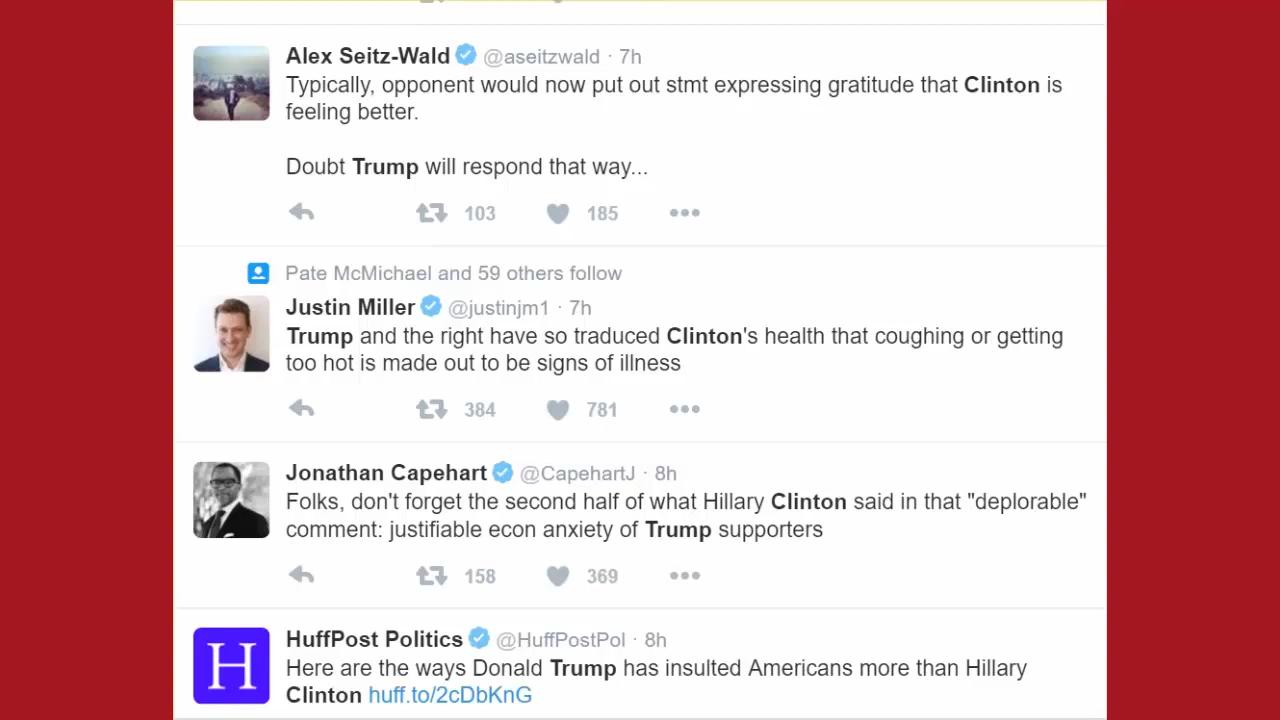 Alex Seitz-Wald @aseitzwald · 7h
Typically, opponent would now put out stmt expressing gratitude that Clinton is
feeling better.
Doubt Trump will respond that way...
103 185
Pate McMichael and 59 others follow
Justin Miller @justinjm1 · 7h
Trump and the right have so traduced Clinton's health that coughing or getting
too hot is made out to be signs of illness
384 781
Jonathan Capehart @CapehartJ · 8h
Folks, don't forget the second half of what Hillary Clinton said in that "deplorable"
comment: justifiable econ anxiety of Trump supporters
158 369
H
HuffPost Politics @HuffPostPol · 8h
Here are the ways Donald Trump has insulted Americans more than Hillary
Clinton huff.to/2cDbKnG